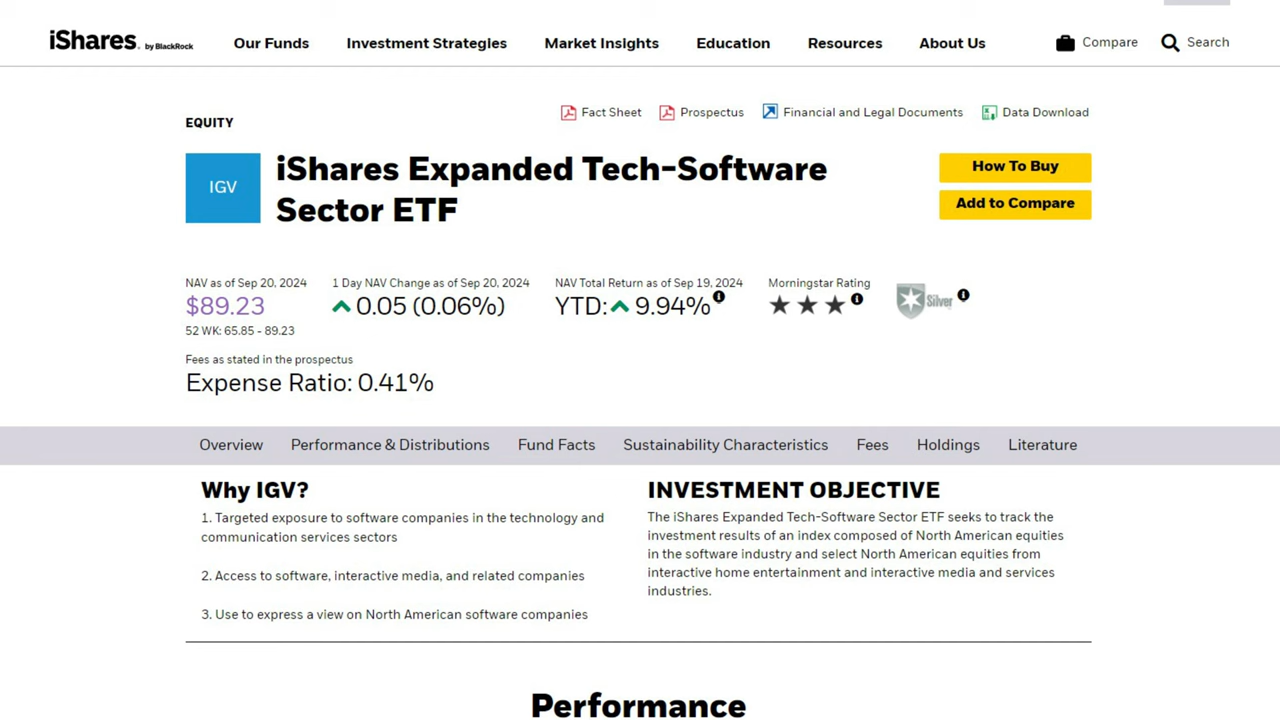 iShares by BlackRock Our Funds Investment Strategies Market Insights Education Resources About Us Compare Search
Fact Sheet Prospectus Financial and Legal Documents Data Download
EQUITY
IGV
iShares Expanded Tech-Software
Sector ETF
How To Buy
Add to Compare
NAV as of Sep 20, 2024 1 Day NAV Change as of Sep 20, 2024 NAV Total Return as of Sep 19, 2024 Morningstar Rating
$89.23 0.05 (0.06%) YTD: 9.94% Silver
52 WK: 65.85 - 89.23
Fees as stated in the prospectus
Expense Ratio: 0.41%
Overview Performance & Distributions Fund Facts Sustainability Characteristics Fees Holdings Literature
Why IGV?
1. Targeted exposure to software companies in the technology and
communication services sectors
2. Access to software, interactive media, and related companies
3. Use to express a view on North American software companies
INVESTMENT OBJECTIVE
The iShares Expanded Tech-Software Sector ETF seeks to track the
investment results of an index composed of North American equities
in the software industry and select North American equities from
interactive home entertainment and interactive media and services
industries.
Performance